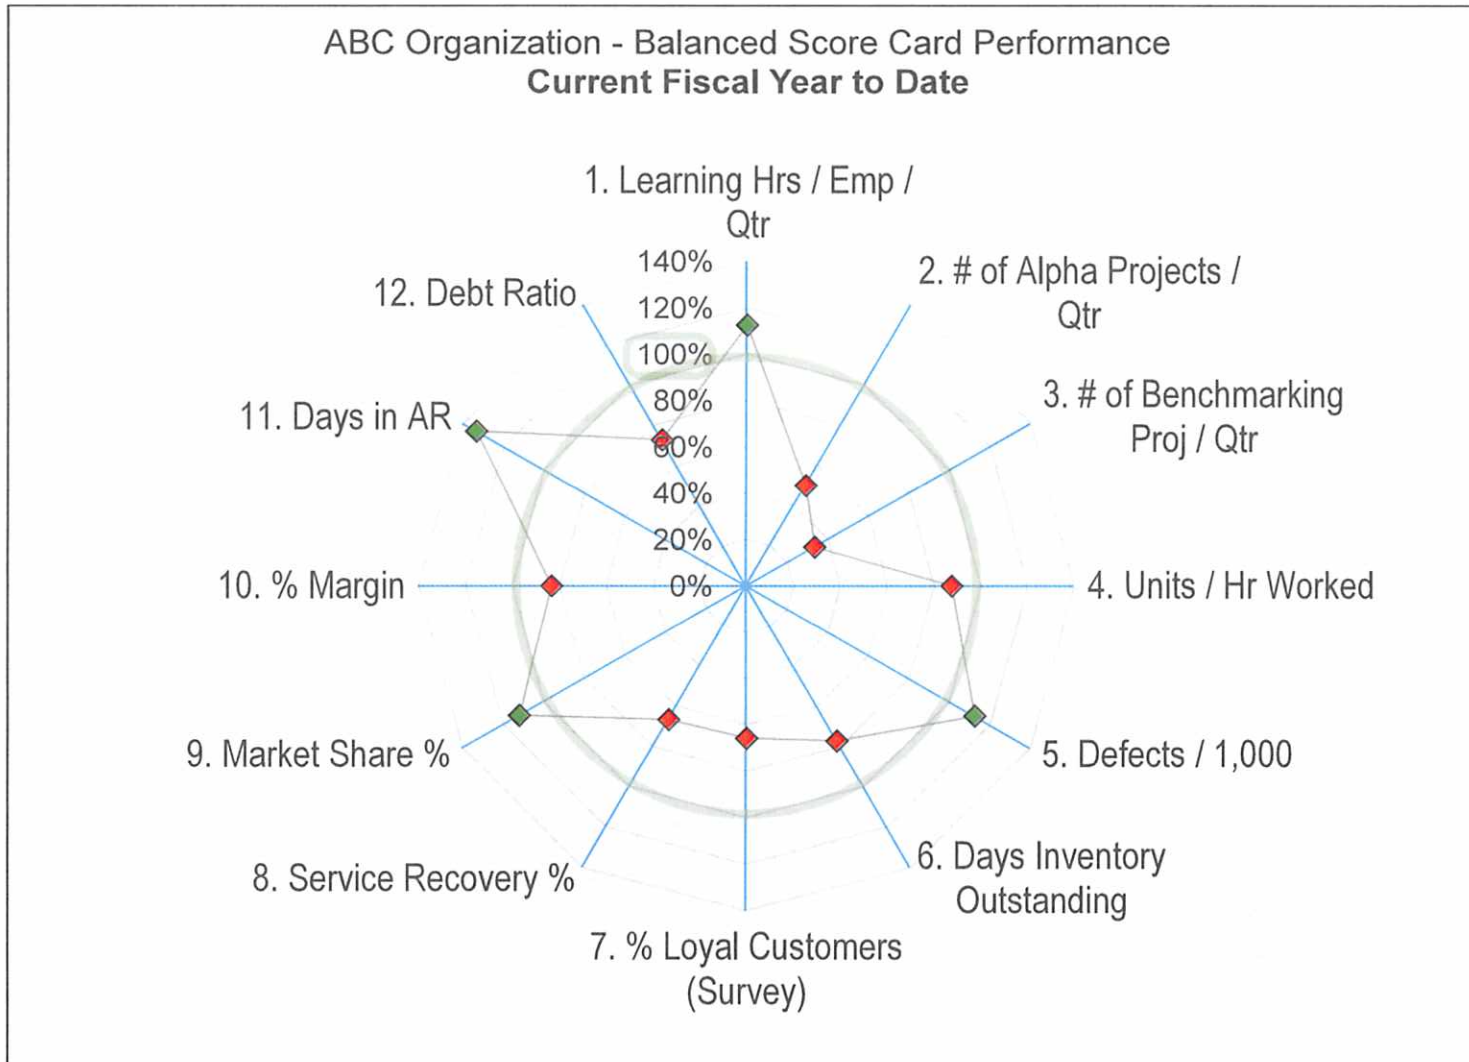 ABC Organization - Balanced Score Card Performance
Current Fiscal Year to Date
1. Learning Hrs / Emp /
Qtr
140%
120%
100%
80%
60%
40%
20%
0%
2. # of Alpha Projects /
Qtr
3. # of Benchmarking
Proj / Qtr
4. Units / Hr Worked
5. Defects / 1,000
6. Days Inventory
Outstanding
7. % Loyal Customers
(Survey)
8. Service Recovery %
9. Market Share %
10. % Margin
11. Days in AR
12. Debt Ratio